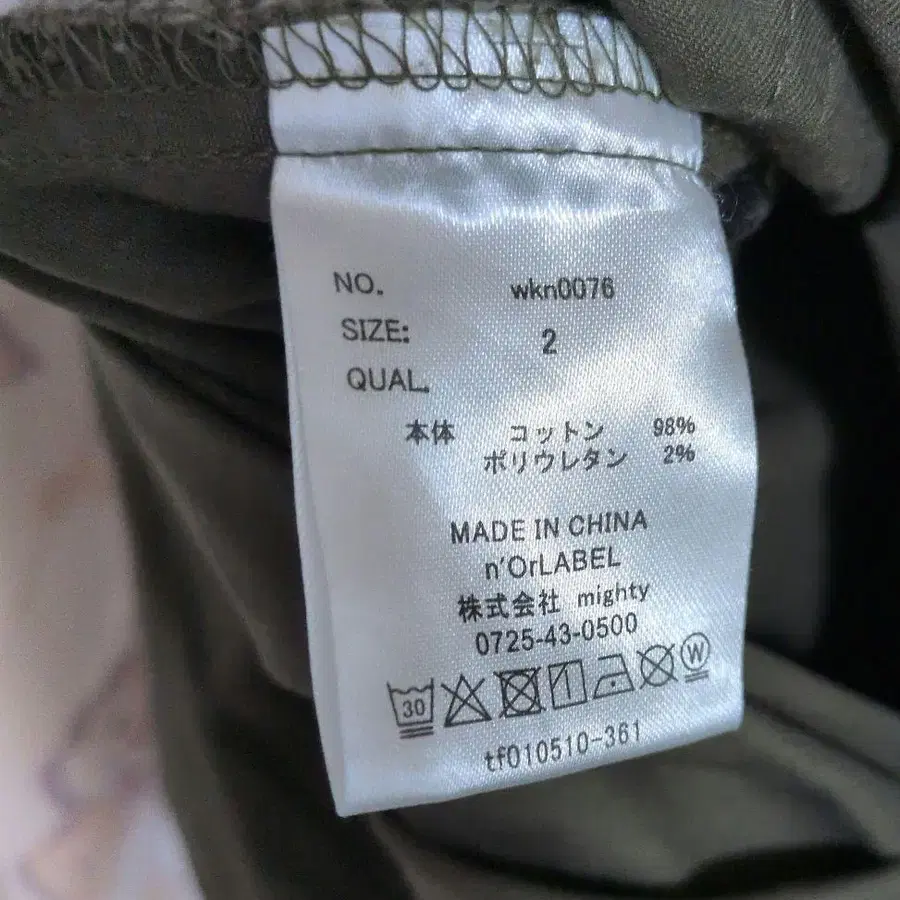 NO. wkn0076
SIZE: 2
QUAL.
本体 コットン 98%
ポリウレタン 2%
MADE IN CHINA
n'OrLABEL
株式会社 mighty
0725-43-0500
30 W
tf010510-361